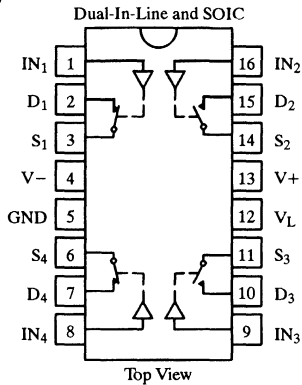 Dual-In-Line and SOIC
IN1 1 16 IN2
D1 2 15 D2
S1 3 14 S2
V− 4 13 V+
GND 5 12 VL
S4 6 11 S3
D4 7 10 D3
IN4 8 9 IN3
Top View